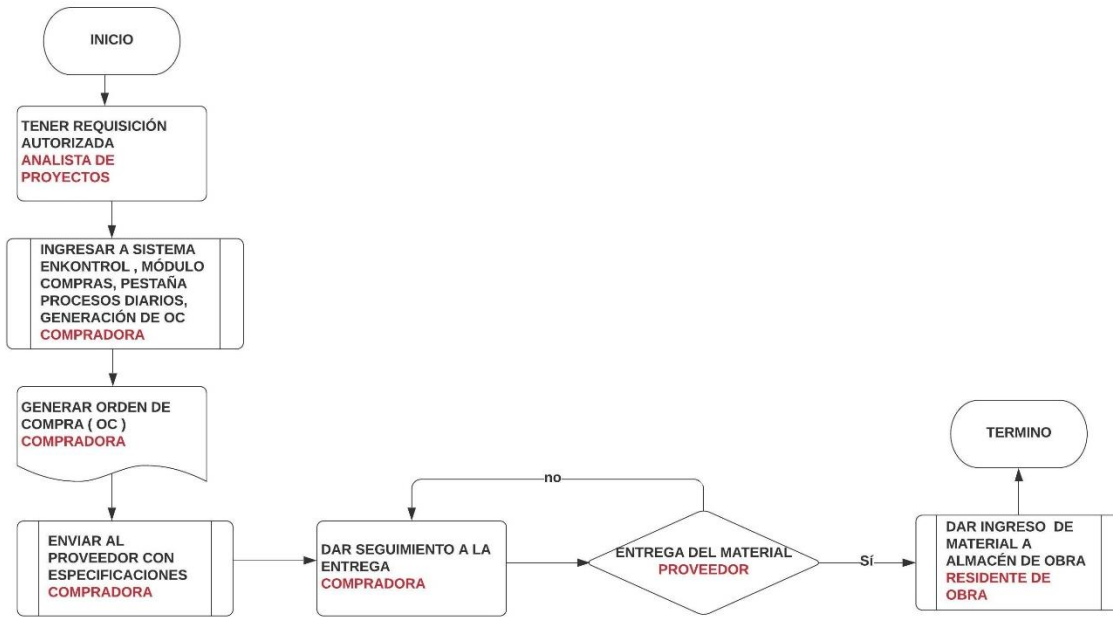 INICIO
TENER REQUISICIÓN
AUTORIZADA
ANALISTA DE
PROYECTOS
INGRESAR A SISTEMA
ENKONTROL , MÓDULO
COMPRAS, PESTAÑA
PROCESOS DIARIOS,
GENERACIÓN DE OC
COMPRADORA
GENERAR ORDEN DE
COMPRA ( OC )
COMPRADORA
ENVIAR AL
PROVEEDOR CON
ESPECIFICACIONES
COMPRADORA
DAR SEGUIMIENTO A LA
ENTREGA
COMPRADORA
no
ENTREGA DEL MATERIAL
PROVEEDOR
Sí
DAR INGRESO DE
MATERIAL A
ALMACÉN DE OBRA
RESIDENTE DE
OBRA
TERMINO